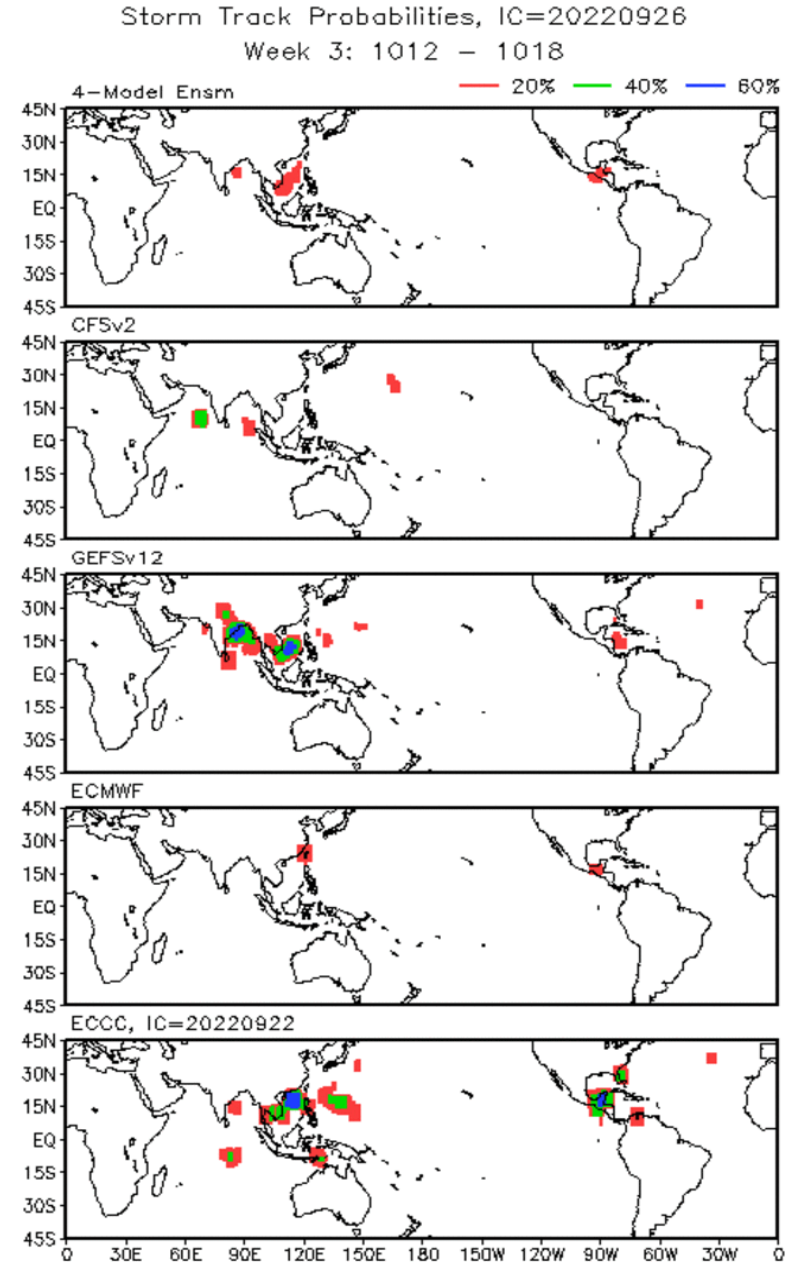 Storm Track Probabilities, IC=20220926
Week 3: 1012 – 1018
4-Model Ensm
20% 40% 60%
45N
30N
15N
EQ
15S
30S
45S
CFSv2
45N
30N
15N
EQ
15S
30S
45S
GEFSv12
45N
30N
15N
EQ
15S
30S
45S
ECMWF
45N
30N
15N
EQ
15S
30S
45S
ECCC, IC=20220922
45N
30N
15N
EQ
15S
30S
45S
0 30E 60E 90E 120E 150E 180 150W 120W 90W 60W 30W 0